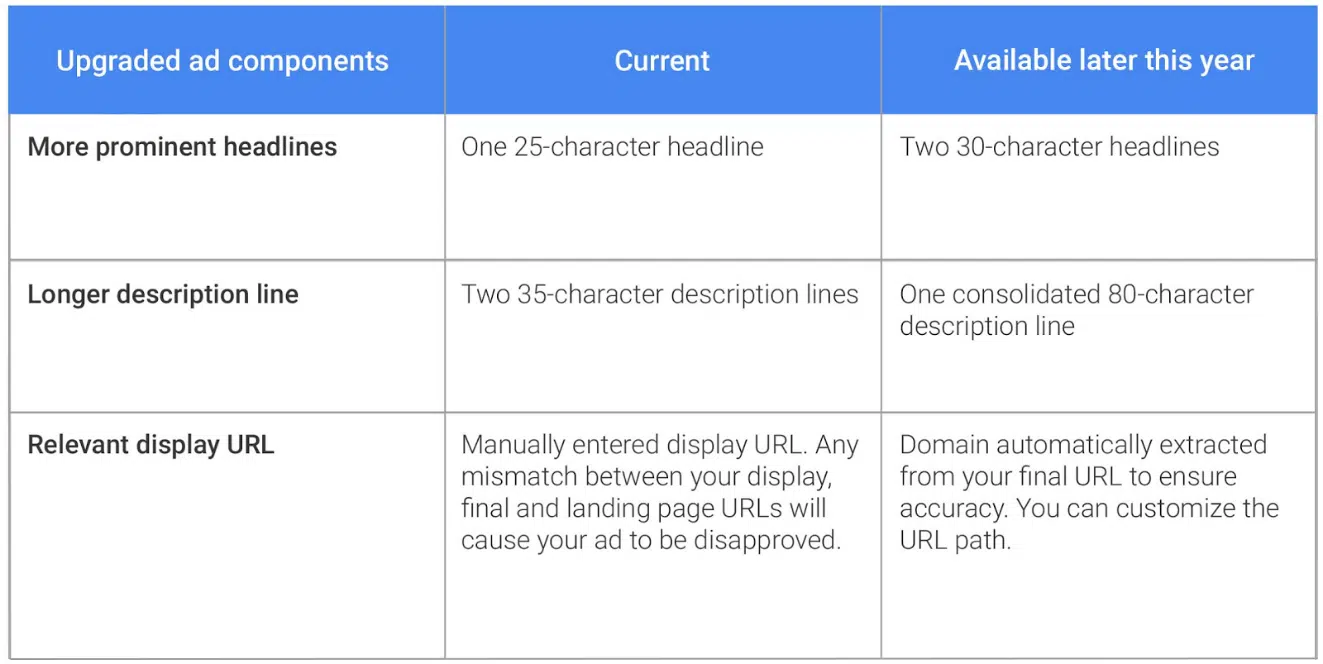 Upgraded ad components
Current
Available later this year
More prominent headlines
One 25-character headline
Two 30-character headlines
Longer description line
Two 35-character description lines
One consolidated 80-character
description line
Relevant display URL
Manually entered display URL. Any
mismatch between your display,
final and landing page URLs will
cause your ad to be disapproved.
Domain automatically extracted
from your final URL to ensure
accuracy. You can customize the
URL path.